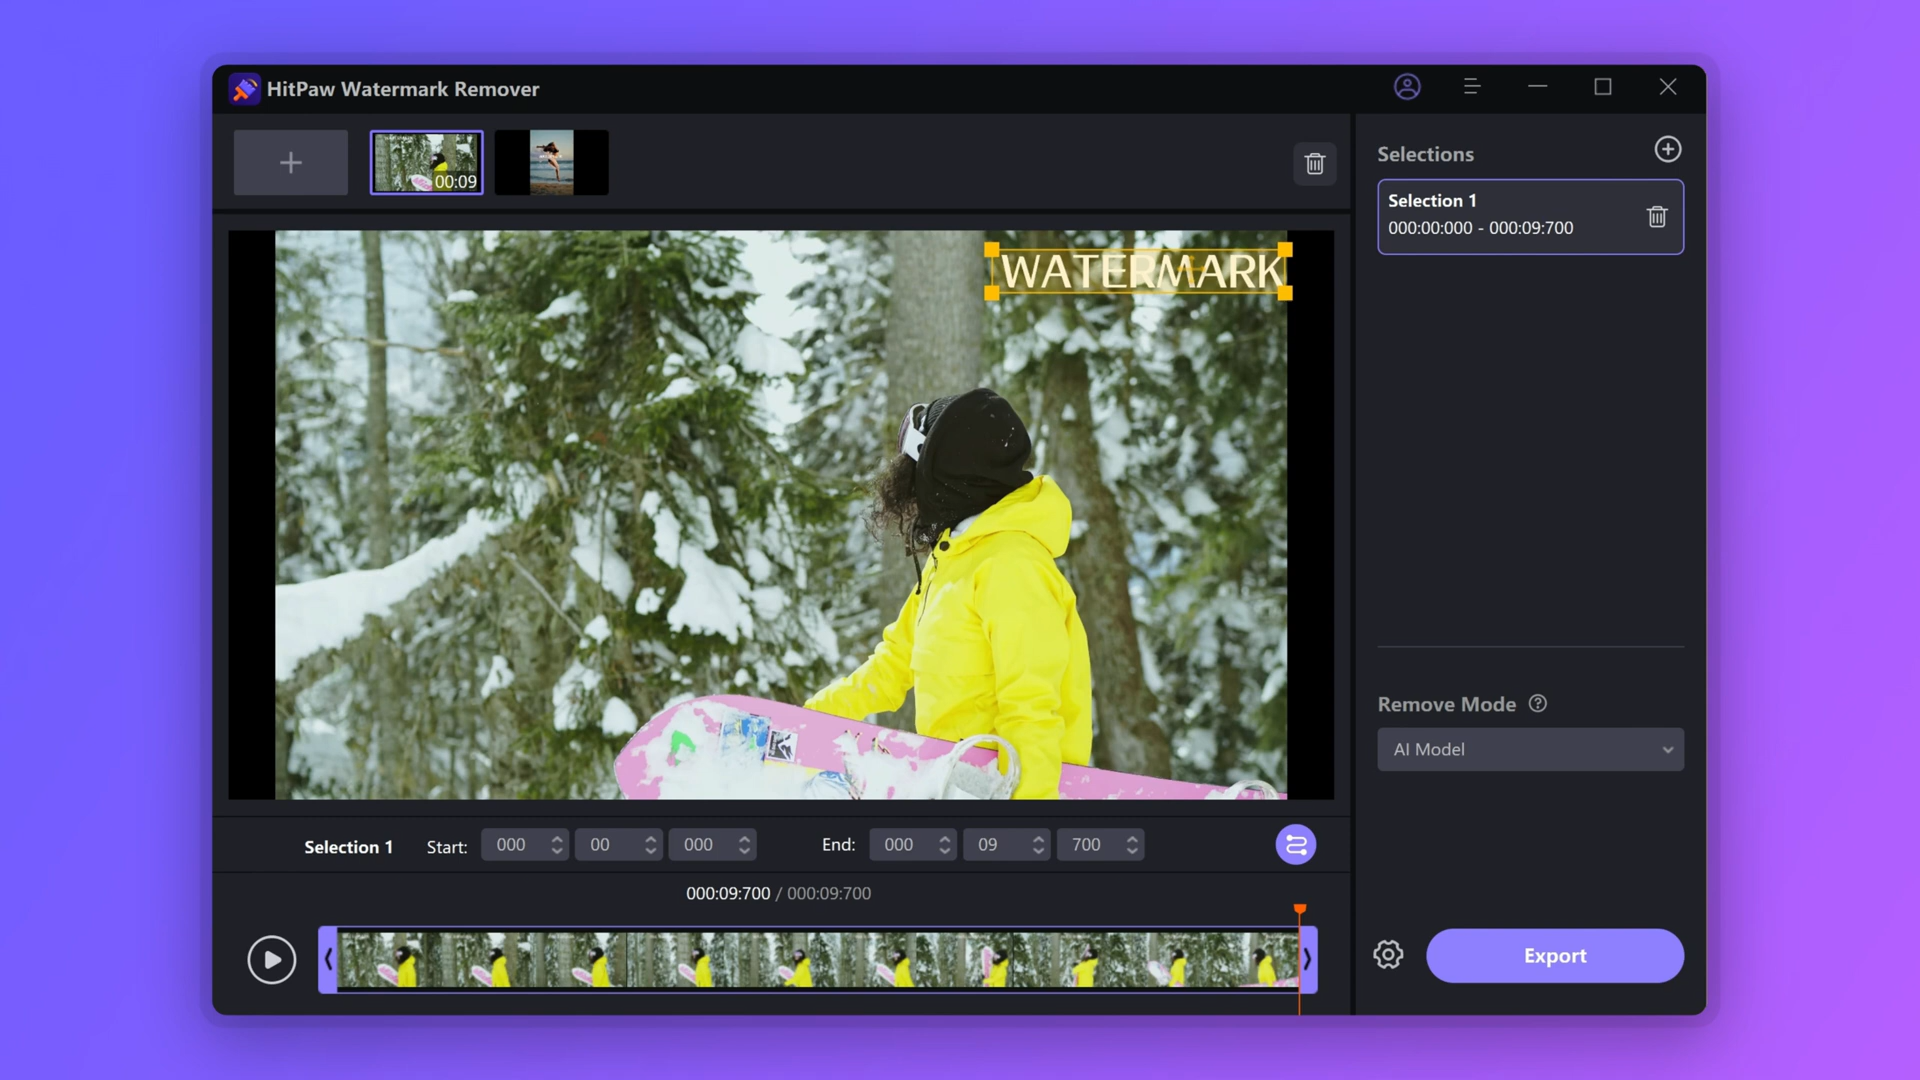 HitPaw Watermark Remover
00:09
WATERMARK
Selections
Selection 1
000:00:000 - 000:09:700
Remove Mode
AI Model
Selection 1 Start: 000 00 000 End: 000 09 700
000:09:700 / 000:09:700
Export